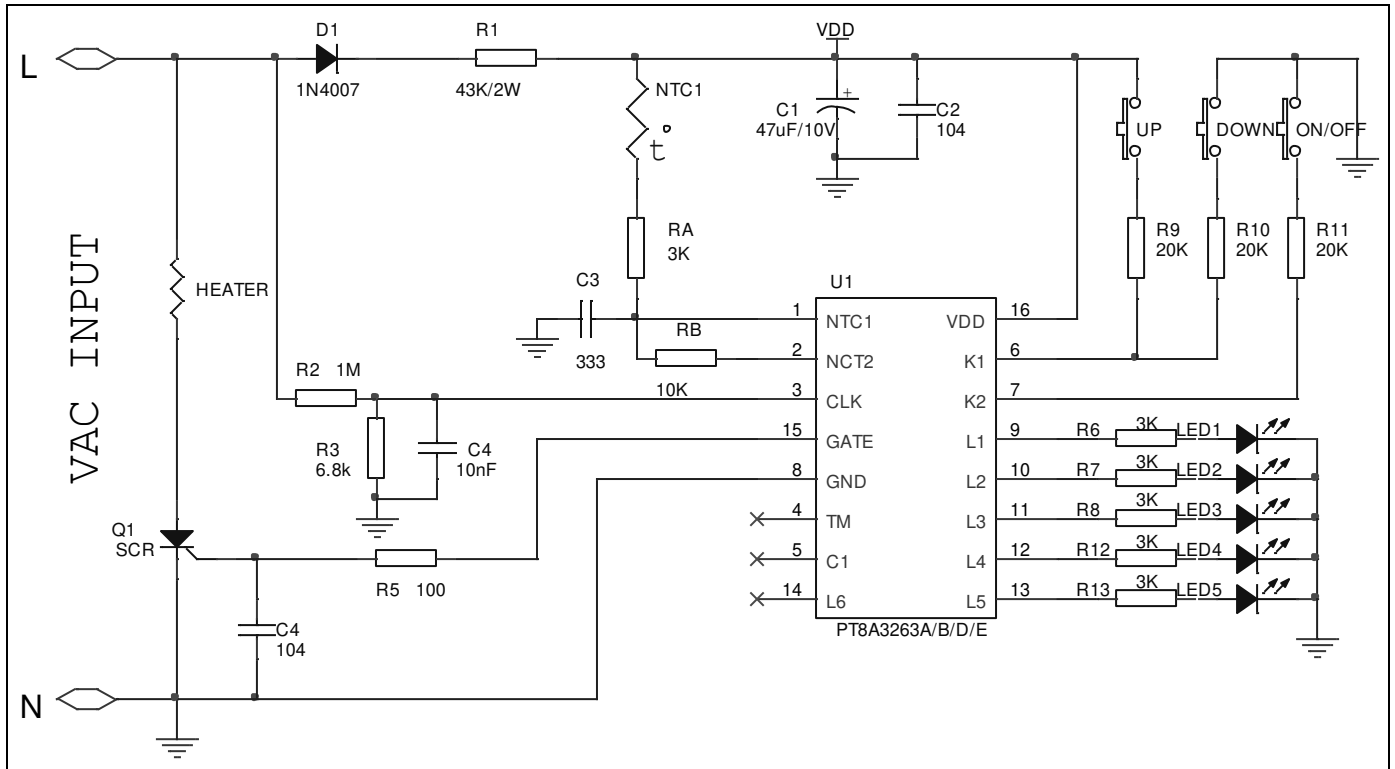 L
D1
1N4007
R1
43K/2W
NTC1
t°
VDD
C1
47uF/10V
+
C2
104
UP
DOWN
ON/OFF
VAC INPUT
HEATER
RA
3K
R9
20K
R10
20K
R11
20K
C3
333
RB
10K
R2 1M
R3
6.8k
C4
10nF
U1
1 NTC1
2 NCT2
3 CLK
15 GATE
8 GND
4 TM
5 C1
14 L6
VDD 16
K1 6
K2 7
L1 9
L2 10
L3 11
L4 12
L5 13
PT8A3263A/B/D/E
R6 3K LED1
R7 3K LED2
R8 3K LED3
R12 3K LED4
R13 3K LED5
Q1
SCR
R5 100
C4
104
N